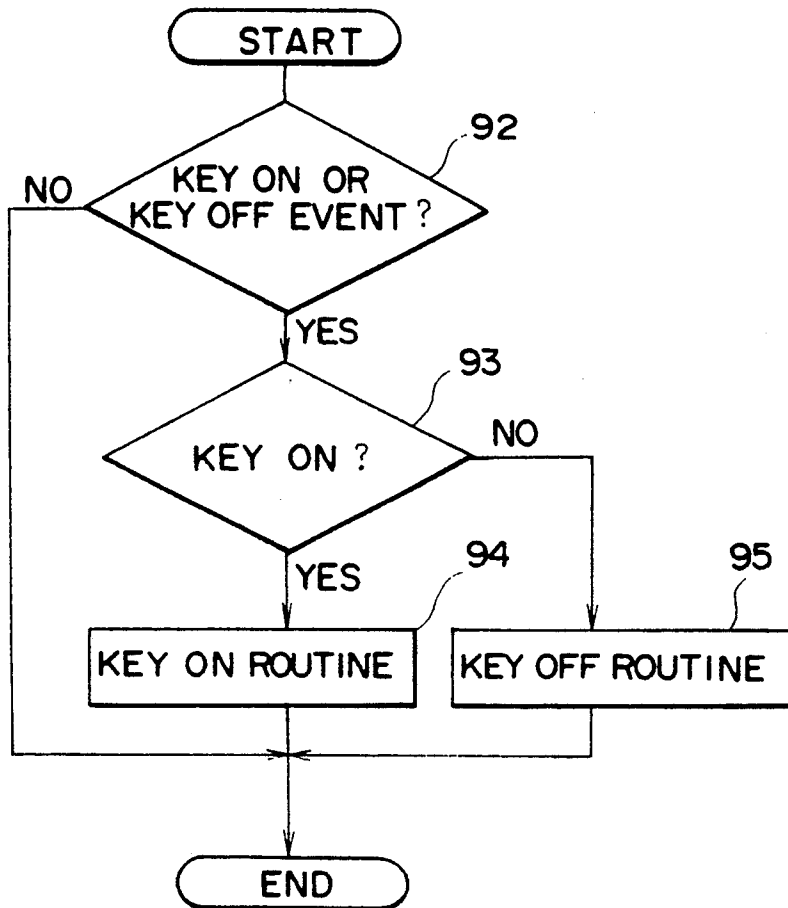 START
92
KEY ON OR
KEY OFF EVENT ?
NO
YES
93
KEY ON ?
NO
YES
94
95
KEY ON ROUTINE
KEY OFF ROUTINE
END